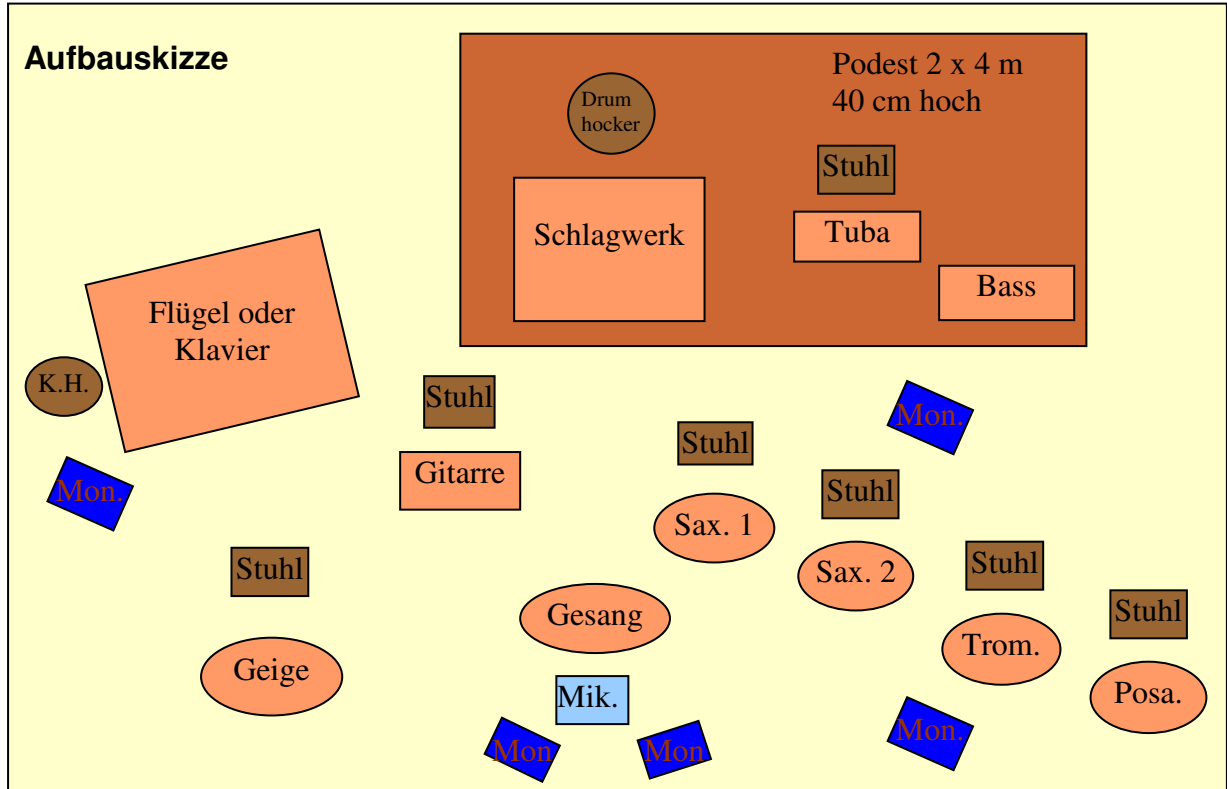 Aufbauskizze
Podest 2 x 4 m
40 cm hoch
Drum
hocker
Stuhl
Schlagwerk
Tuba
Bass
Flügel oder
Klavier
K.H.
Stuhl
Mon.
Stuhl
Gitarre
Mon.
Stuhl
Sax. 1
Stuhl
Sax. 2
Stuhl
Stuhl
Gesang
Stuhl
Geige
Trom.
Posa.
Mik.
Mon
Mon
Mon.